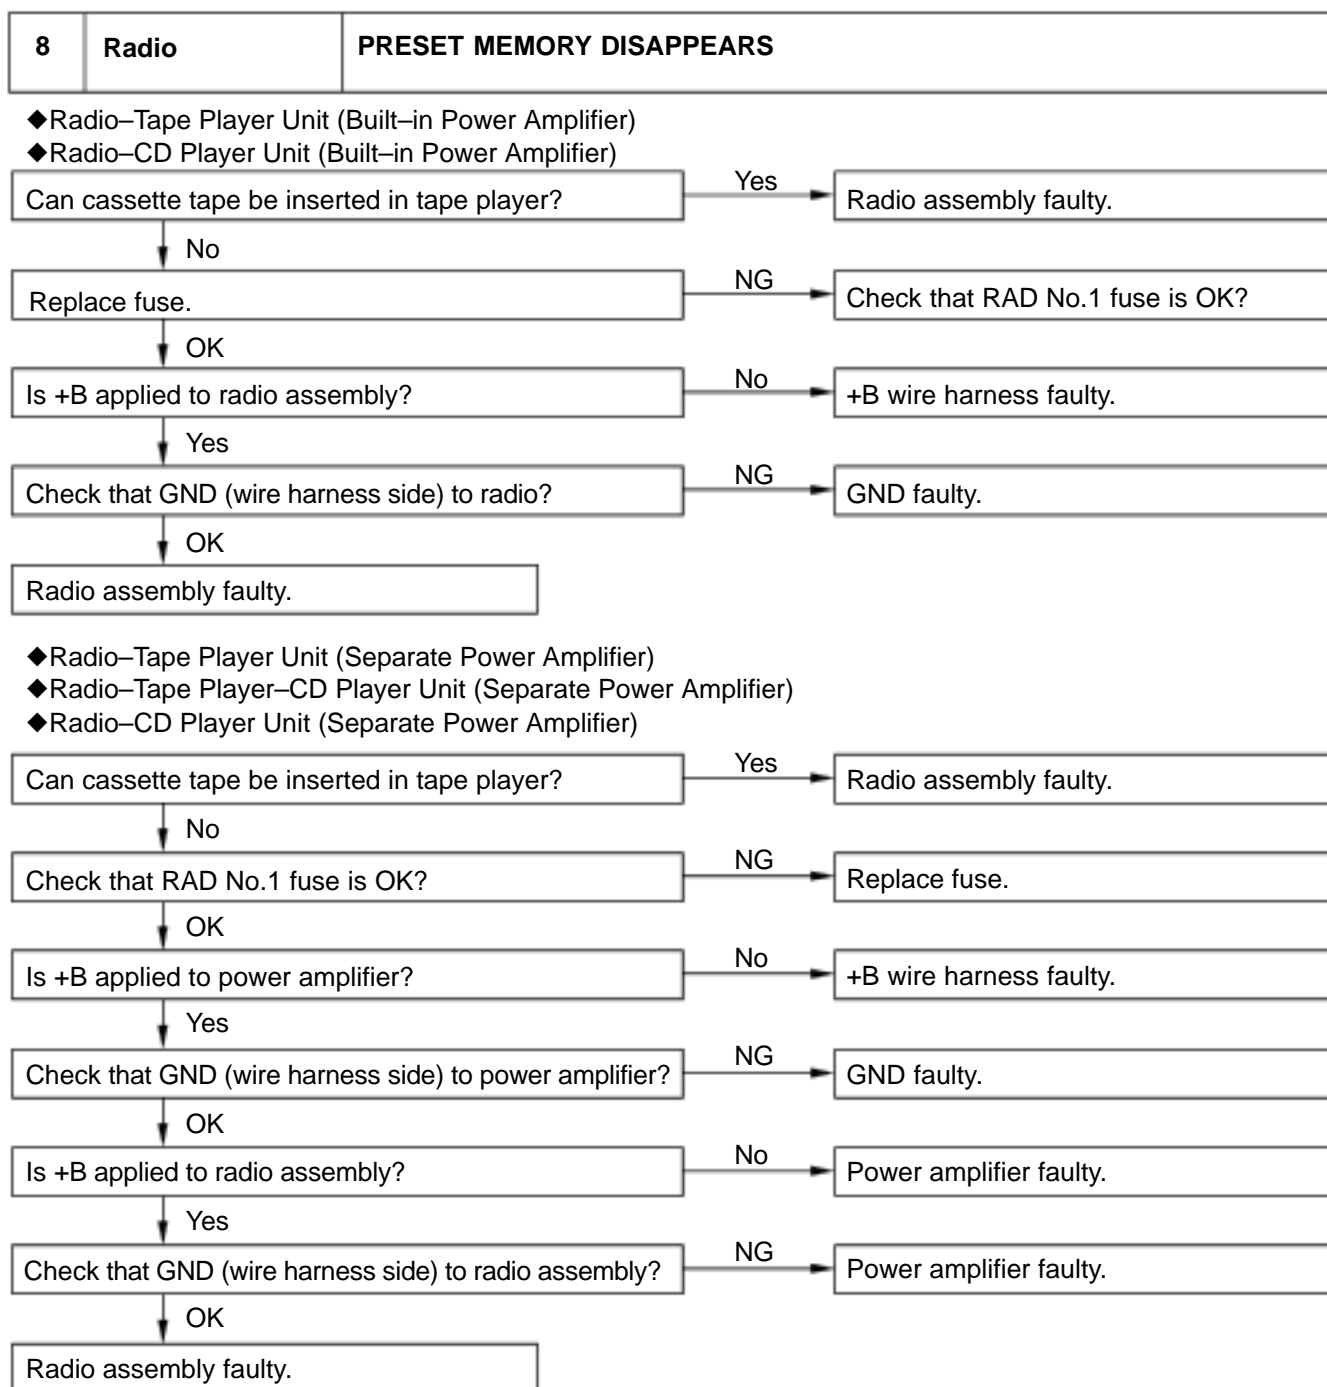 8 Radio PRESET MEMORY DISAPPEARS
◆Radio–Tape Player Unit (Built–in Power Amplifier)
◆Radio–CD Player Unit (Built–in Power Amplifier)
Can cassette tape be inserted in tape player? Yes Radio assembly faulty.
No
Replace fuse. NG Check that RAD No.1 fuse is OK?
OK
Is +B applied to radio assembly? No +B wire harness faulty.
Yes
Check that GND (wire harness side) to radio? NG GND faulty.
OK
Radio assembly faulty.
◆Radio–Tape Player Unit (Separate Power Amplifier)
◆Radio–Tape Player–CD Player Unit (Separate Power Amplifier)
◆Radio–CD Player Unit (Separate Power Amplifier)
Can cassette tape be inserted in tape player? Yes Radio assembly faulty.
No
Check that RAD No.1 fuse is OK? NG Replace fuse.
OK
Is +B applied to power amplifier? No +B wire harness faulty.
Yes
Check that GND (wire harness side) to power amplifier? NG GND faulty.
OK
Is +B applied to radio assembly? No Power amplifier faulty.
Yes
Check that GND (wire harness side) to radio assembly? NG Power amplifier faulty.
OK
Radio assembly faulty.